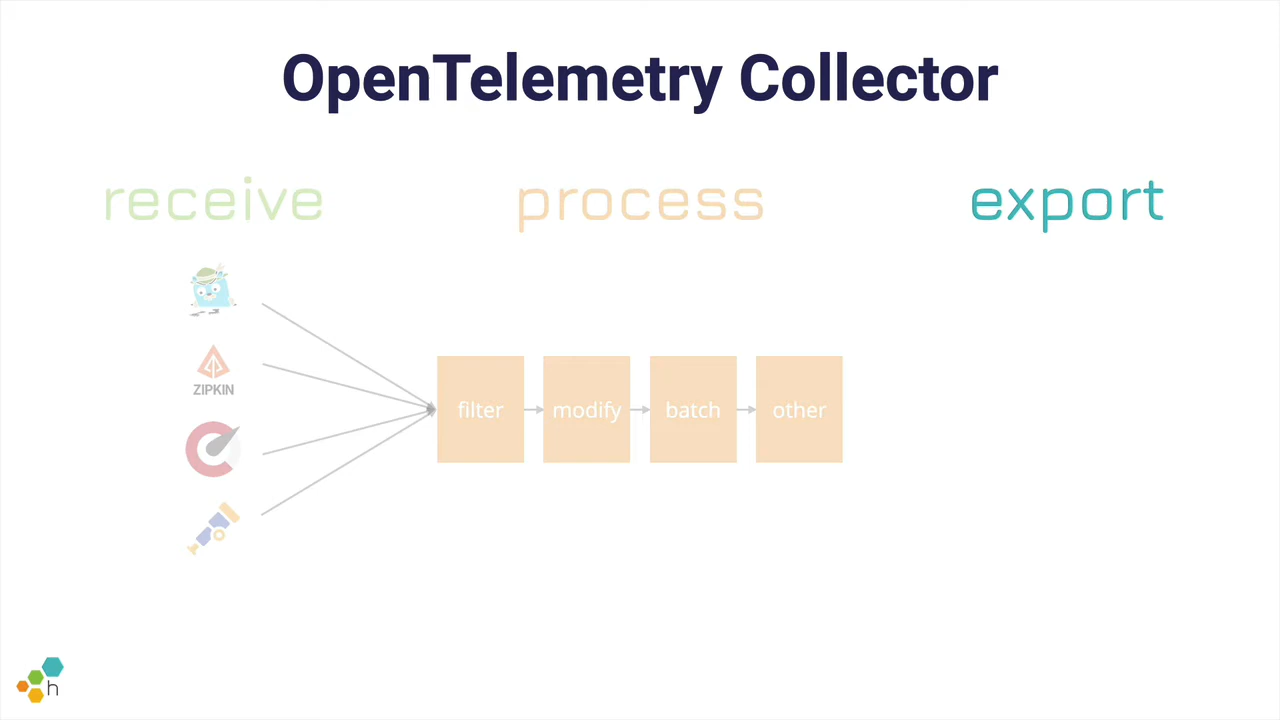 OpenTelemetry Collector
receive process export
ZIPKIN
filter modify batch other
h